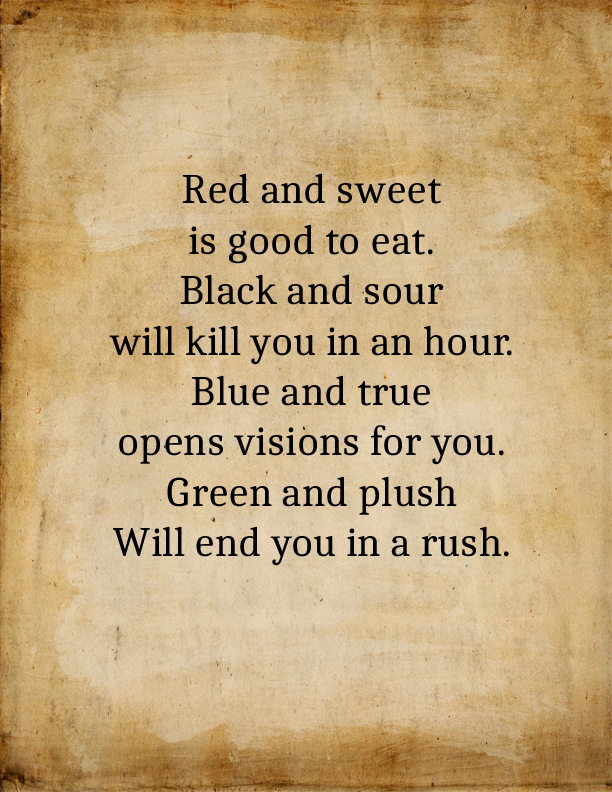 Red and sweet
is good to eat.
Black and sour
will kill you in an hour.
Blue and true
opens visions for you.
Green and plush
Will end you in a rush.